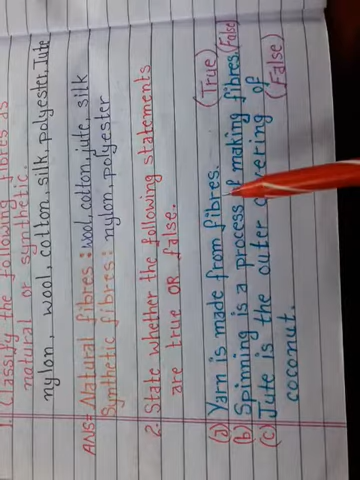 1. Classify the following fibres as
natural or synthetic.
nylon, wool, cotton, silk, polyester, Jute
ANS= Natural fibres : wool, cotton, jute, silk
Synthetic fibres : nylon, polyester
2. State whether the following statements
are true OR false.
(a) Yarn is made from fibres. (True)
(b) Spinning is a process of making fibres. (False)
(c) Jute is the outer covering of
coconut. (False)